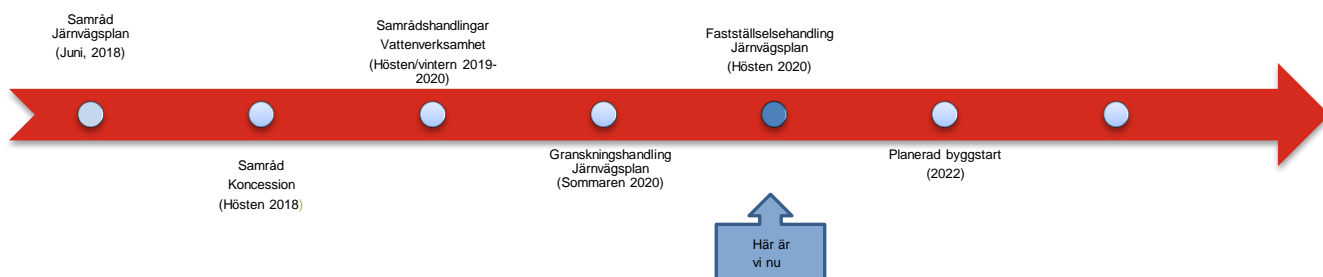 Samråd
Järnvägsplan
(Juni, 2018)
Samråd
Koncession
(Hösten 2018)
Samrådshandlingar
Vattenverksamhet
(Hösten/vintern 2019-
2020)
Granskningshandling
Järnvägsplan
(Sommaren 2020)
Fastställselsehandling
Järnvägsplan
(Hösten 2020)
Planerad byggstart
(2022)
Här är
vi nu